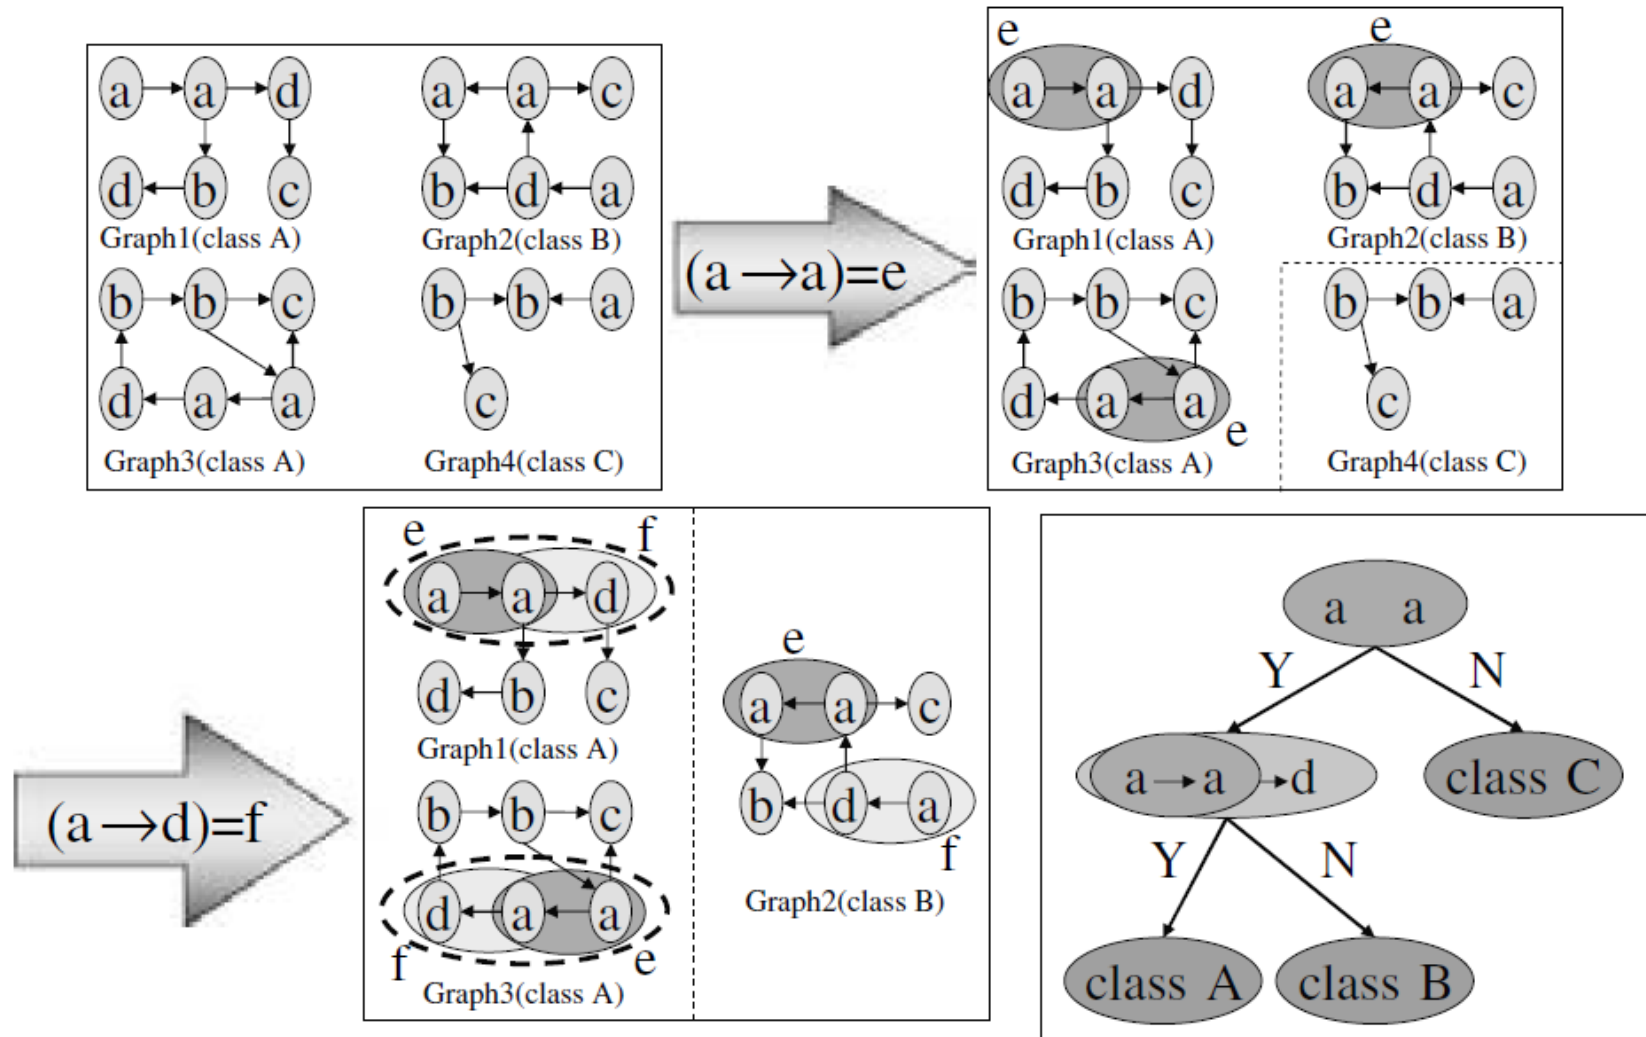 a a d a a c
d b c b d a
Graph1(class A) Graph2(class B)
b b c b b a
d a a c
Graph3(class A) Graph4(class C)
(a →a)=e
e e
a a d a a c
d b c b d a
Graph1(class A) Graph2(class B)
b b c b b a
d a a c
e
Graph3(class A) Graph4(class C)
(a →d)=f
e f
a a d
d b c
Graph1(class A)
b b c
d a a
f e
Graph3(class A)
e
a a c
b d a
f
Graph2(class B)
a a
Y N
a → a → d class C
Y N
class A class B